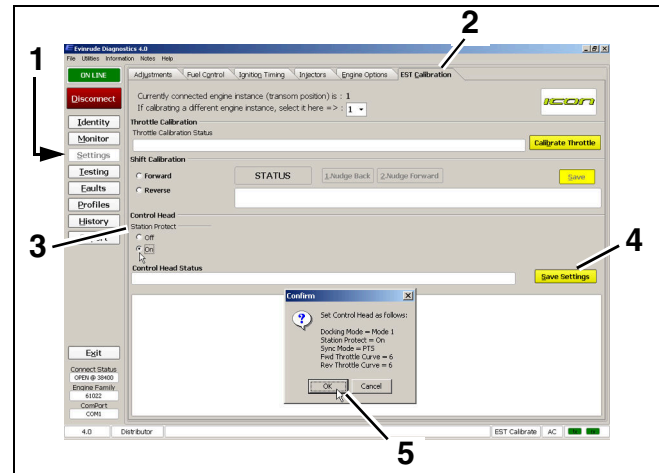 2
Evinrude Diagnostics 4.0
File Utilities Information Notes Help
1
ON LINE
Adjustments Fuel Control Ignition Timing Injectors Engine Options EST Calibration
Disconnect
Currently connected engine instance (transom position) is : 1
If calibrating a different engine instance, select it here => : 1
ICON
Identity
Throttle Calibration
Throttle Calibration Status
Monitor
Calibrate Throttle
Settings
Shift Calibration
Testing
Forward
STATUS
1.Nudge Back
2.Nudge Forward
Save
Faults
Reverse
Profiles
History
Control Head
3
Station Protect
Off
On
4
Control Head Status
Save Settings
Confirm
Set Control Head as follows:
Docking Mode = Mode 1
Station Protect = On
Sync Mode = PTS
Fwd Throttle Curve = 6
Rev Throttle Curve = 6
OK Cancel
Exit
Connect Status
OPEN @ 38400
Engine Family
61022
ComPort
COM1
5
4.0 Distributor EST Calibrate AC